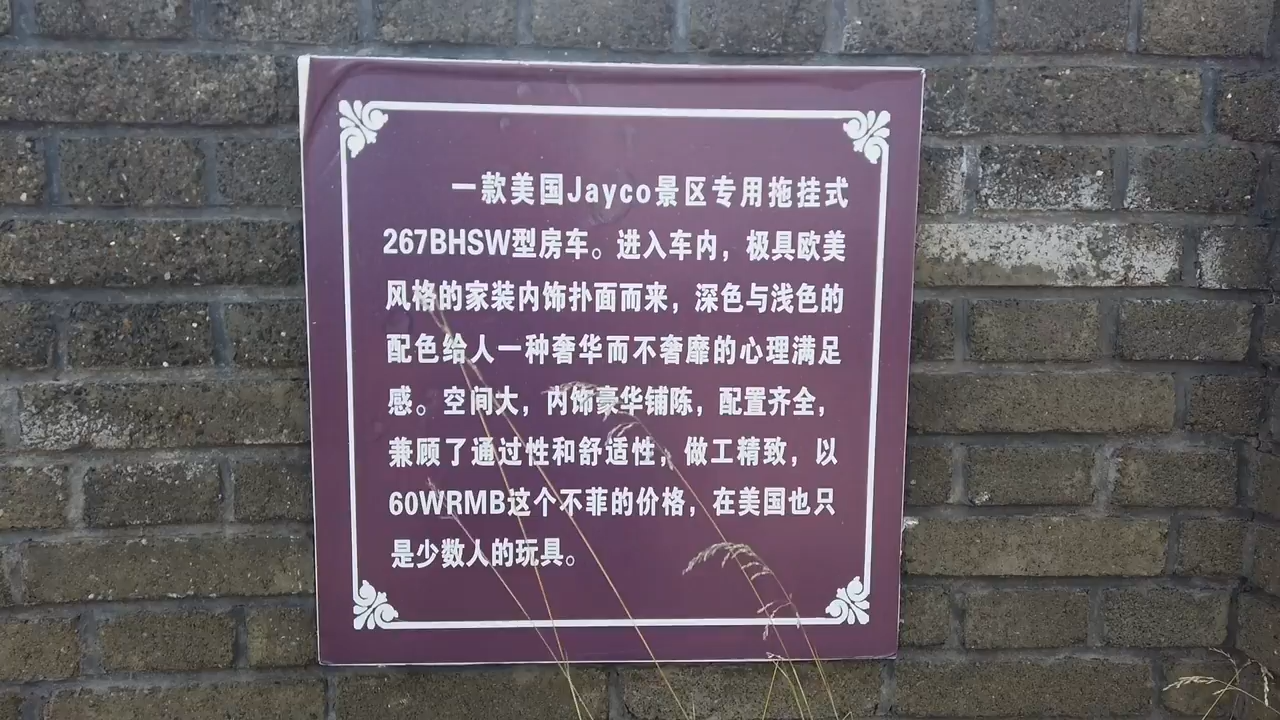 一款美国Jayco景区专用拖挂式
267BHSW型房车。进入车内，极具欧美
风格的家装内饰扑面而来，深色与浅色的
配色给人一种奢华而不奢靡的心理满足
感。空间大，内饰豪华铺陈，配置齐全，
兼顾了通过性和舒适性，做工精致，以
60WRMB这个不菲的价格，在美国也只
是少数人的玩具。